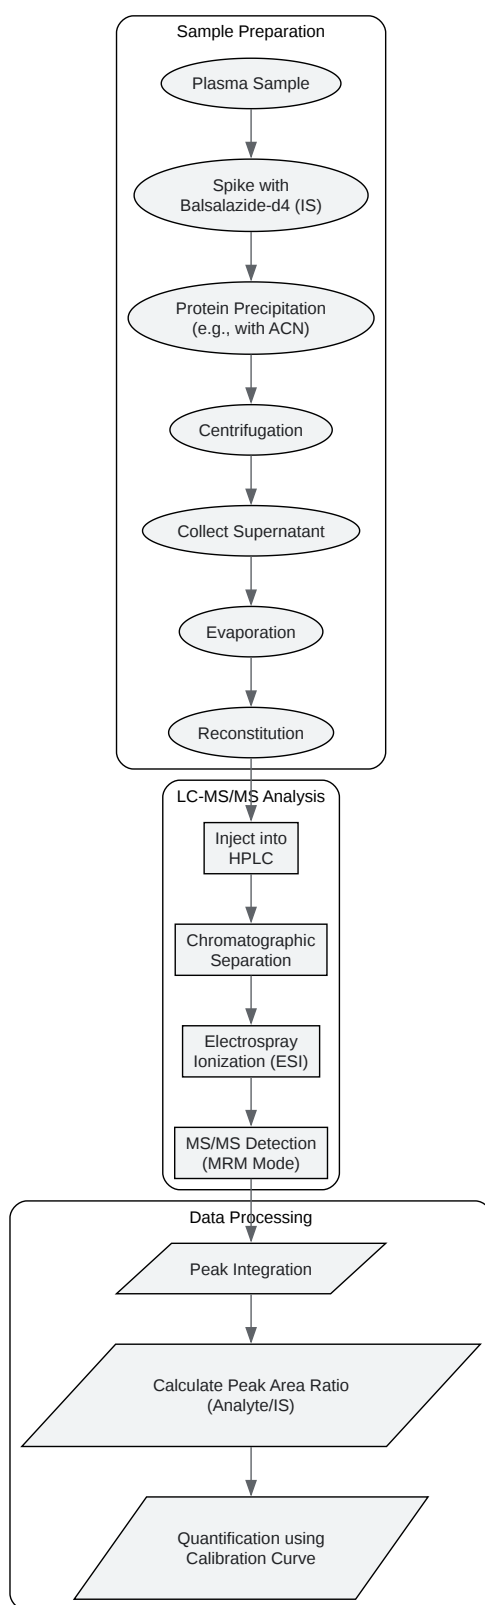 Sample Preparation
Plasma Sample
Spike with
Balsalazide-d4 (IS)
Protein Precipitation
(e.g., with ACN)
Centrifugation
Collect Supernatant
Evaporation
Reconstitution
LC-MS/MS Analysis
Inject into
HPLC
Chromatographic
Separation
Electrospray
Ionization (ESI)
MS/MS Detection
(MRM Mode)
Data Processing
Peak Integration
Calculate Peak Area Ratio
(Analyte/IS)
Quantification using
Calibration Curve